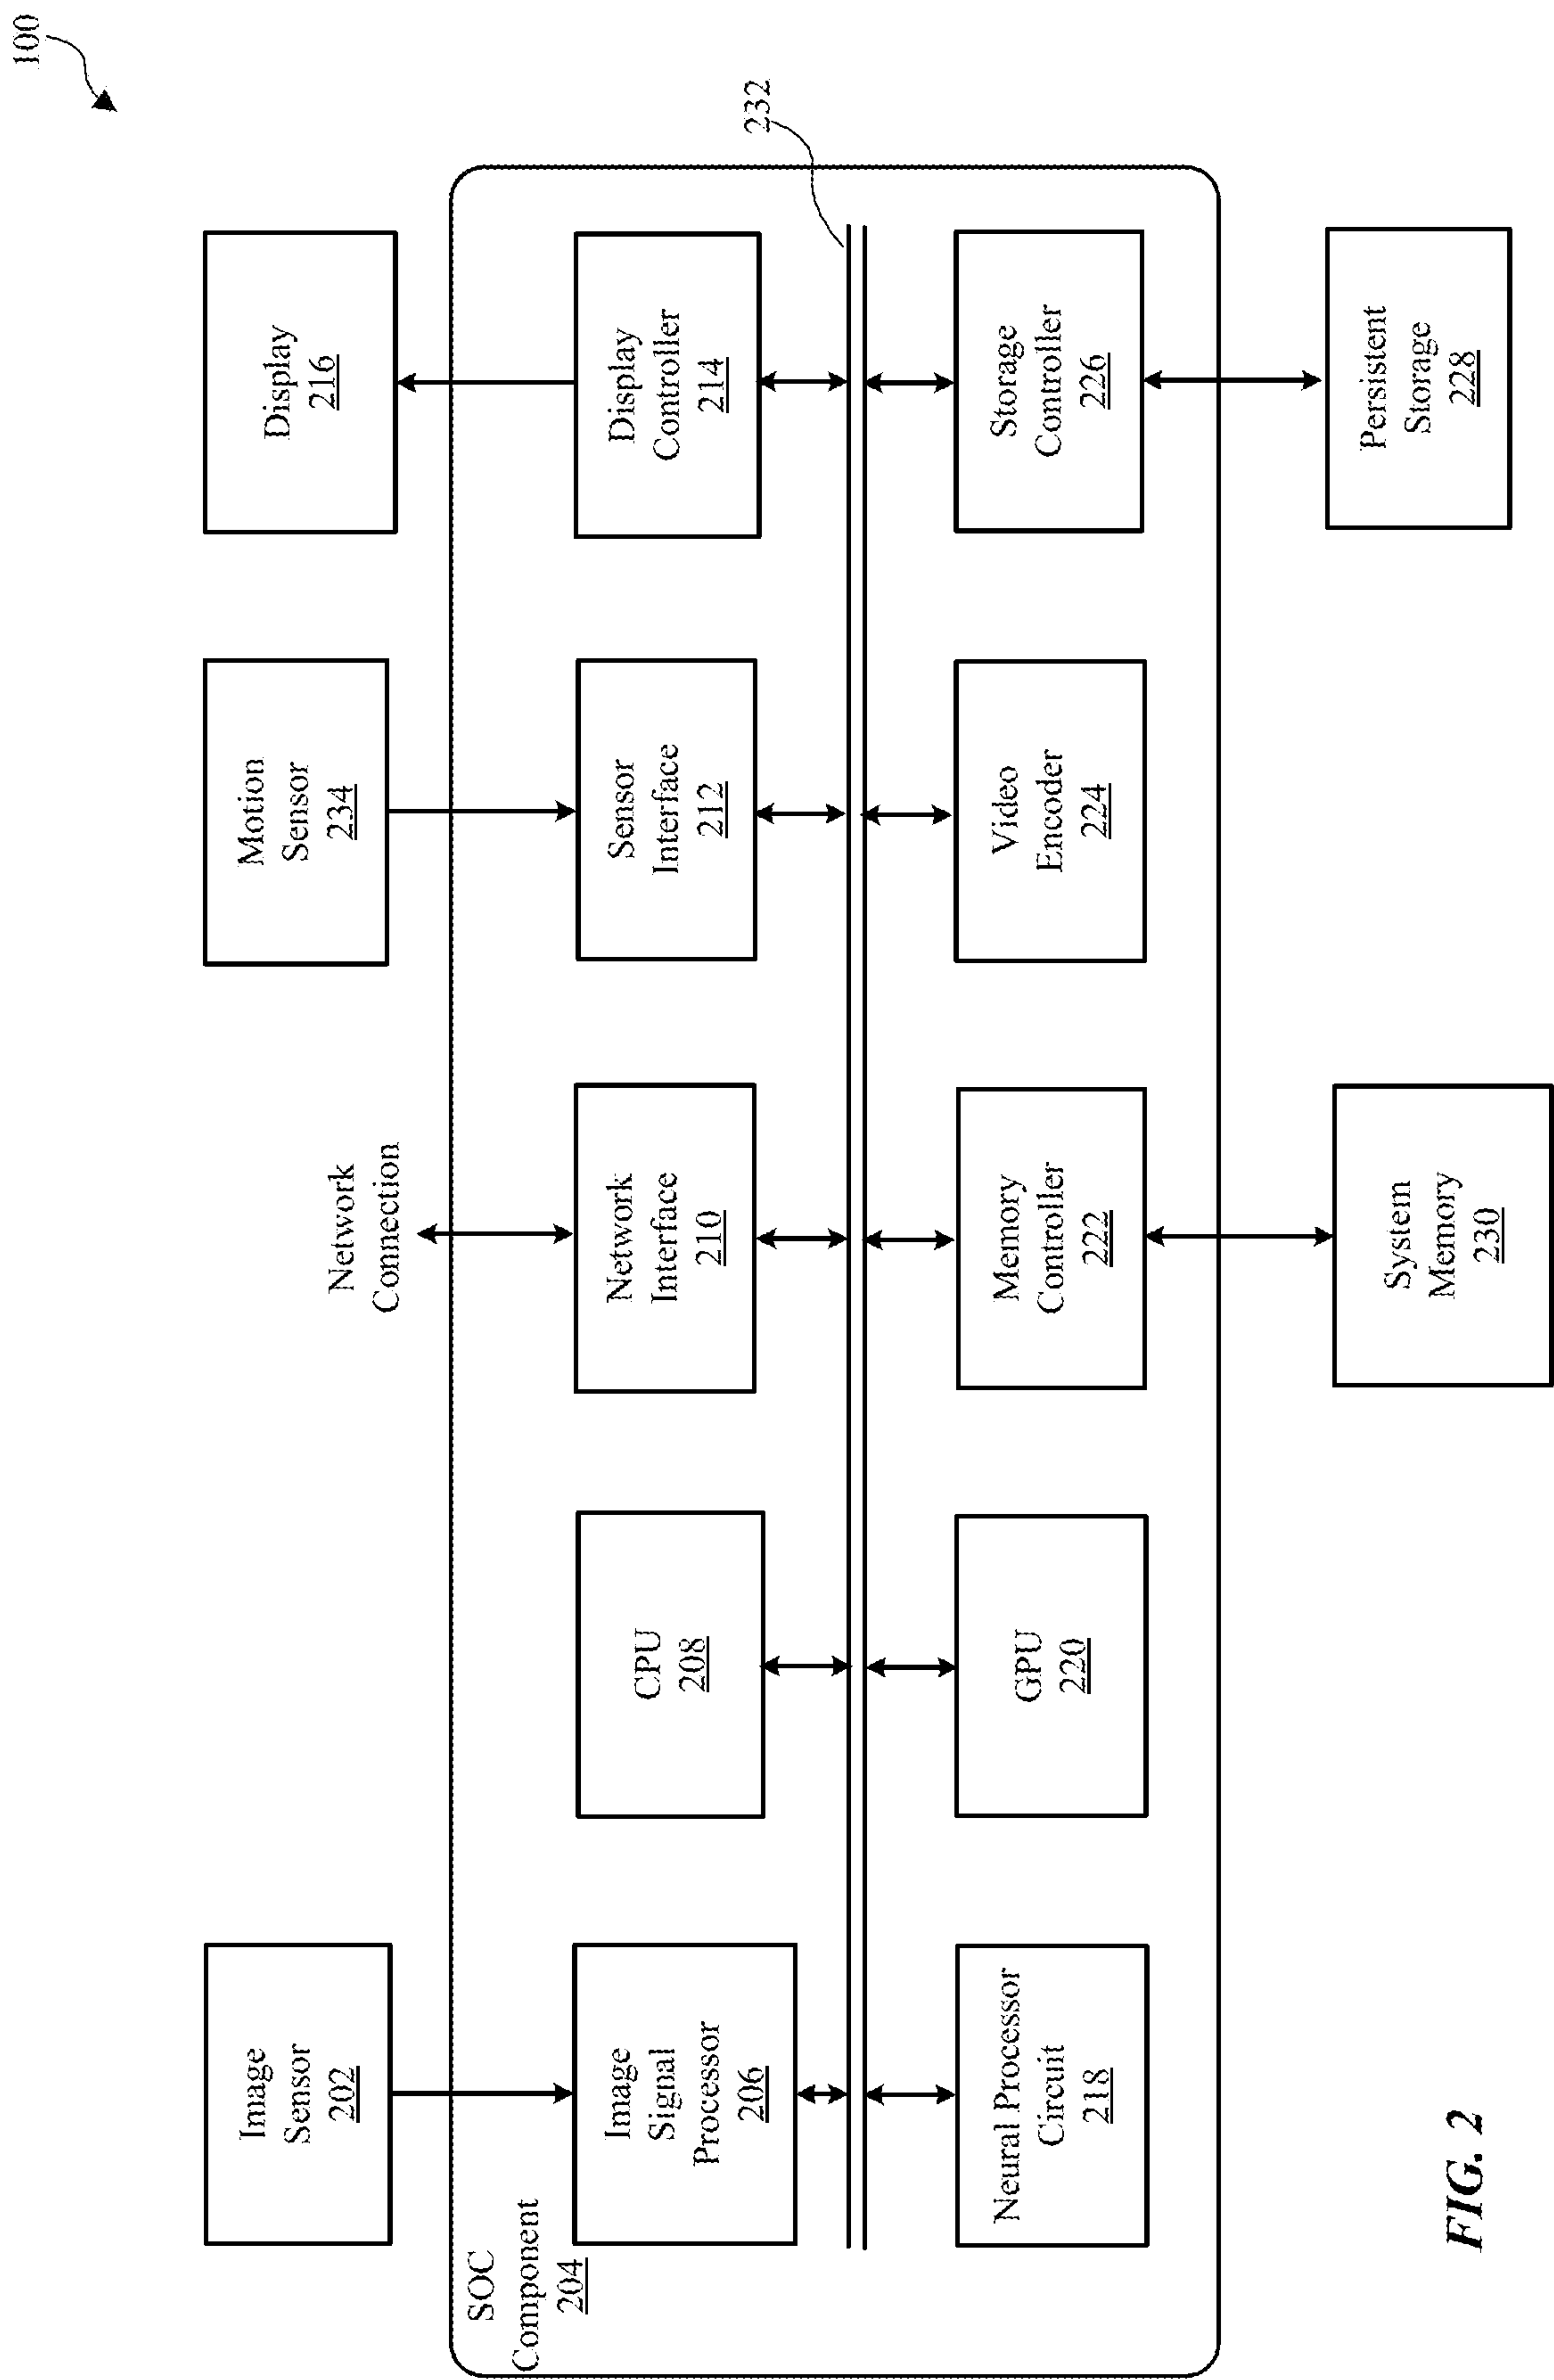 100
Image
Sensor
202
Network
Connection
Motion
Sensor
234
Display
216
SOC
Component
204
Image
Signal
Processor
206
CPU
208
Network
Interface
210
Sensor
Interface
212
Display
Controller
214
232
Neural Processor
Circuit
218
GPU
220
Memory
Controller
222
Video
Encoder
224
Storage
Controller
226
System
Memory
230
Persistent
Storage
228
FIG. 2